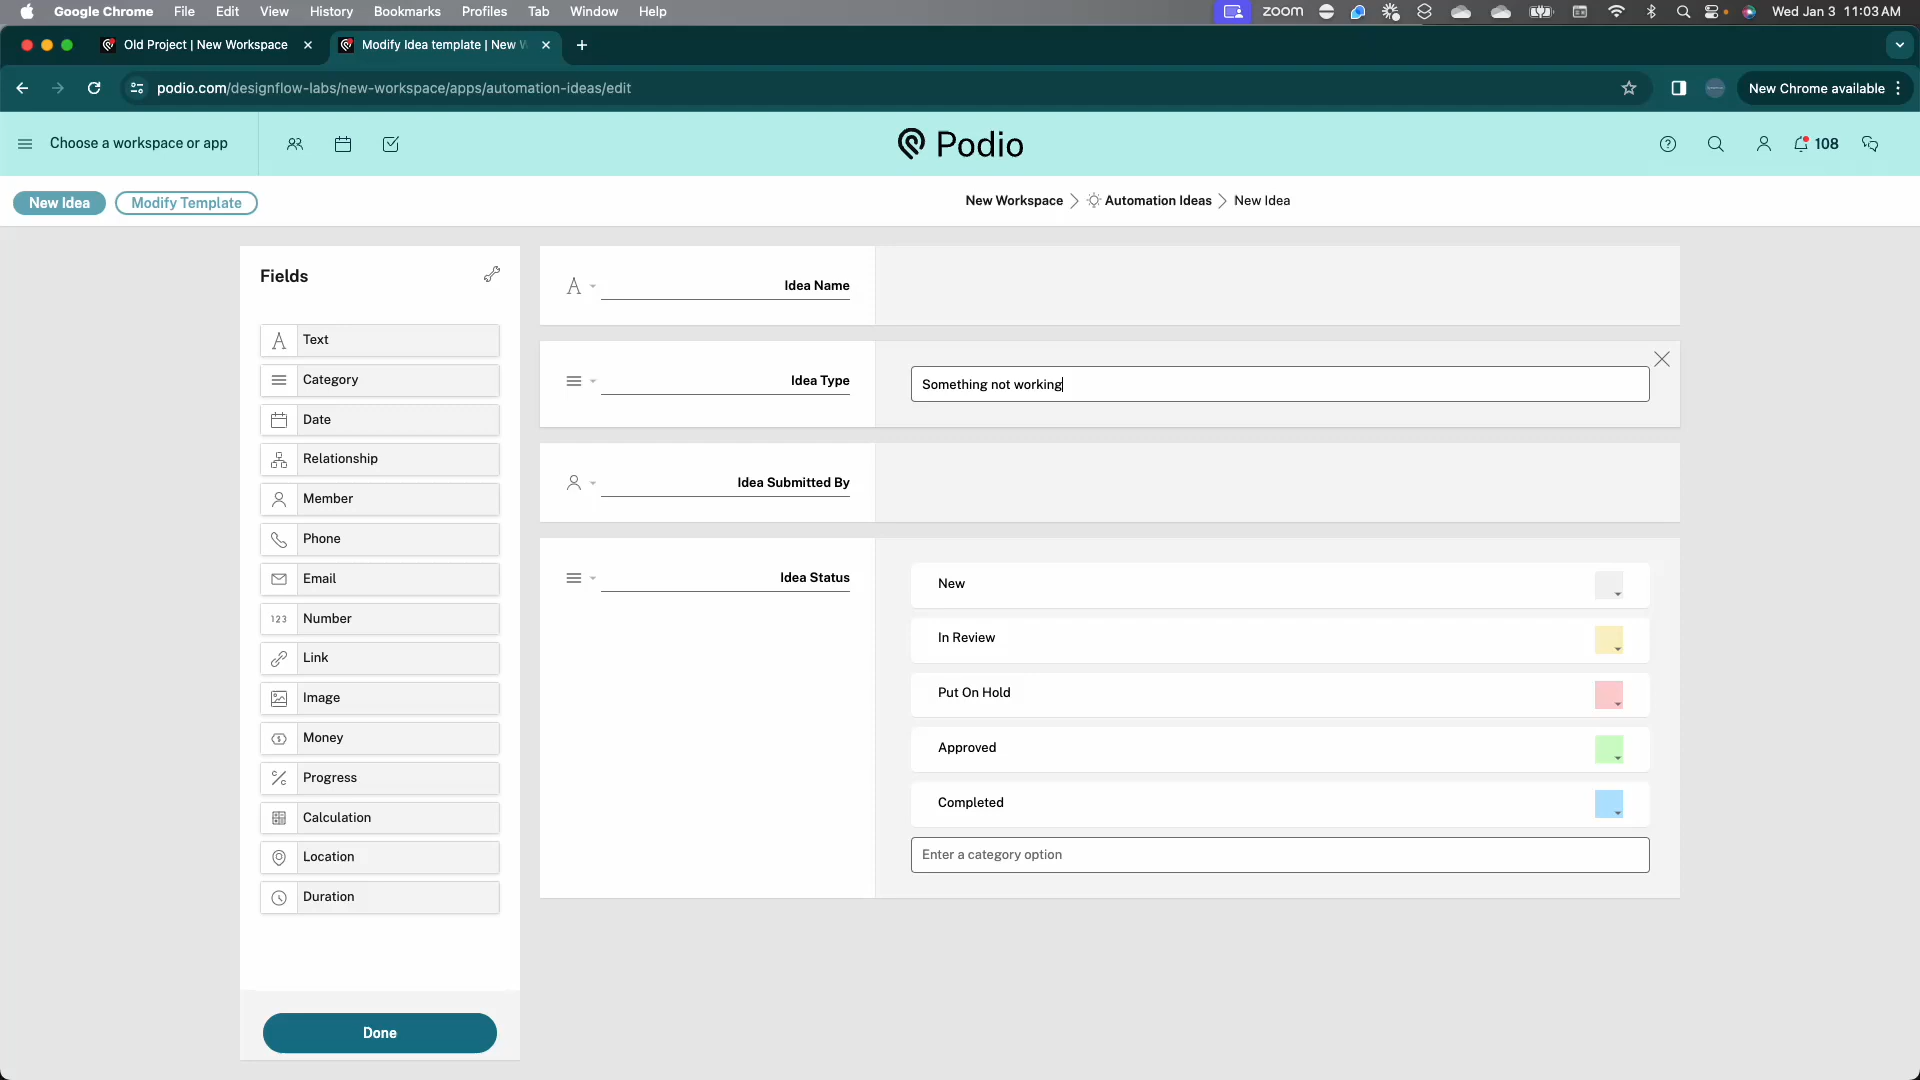 Google Chrome File Edit View History Bookmarks Profiles Tab Window Help zoom Wed Jan 3 11:03 AM
Old Project | New Workspace Modify Idea template | New W
podio.com/designflow-labs/new-workspace/apps/automation-ideas/edit New Chrome available
Choose a workspace or app Podio 108
New Idea Modify Template New Workspace Automation Ideas New Idea
Fields
Text
Category
Date
Relationship
Member
Phone
Email
123 Number
Link
Image
Money
Progress
Calculation
Location
Duration
Done
Idea Name
Idea Type Something not working
Idea Submitted By
Idea Status
New
In Review
Put On Hold
Approved
Completed
Enter a category option